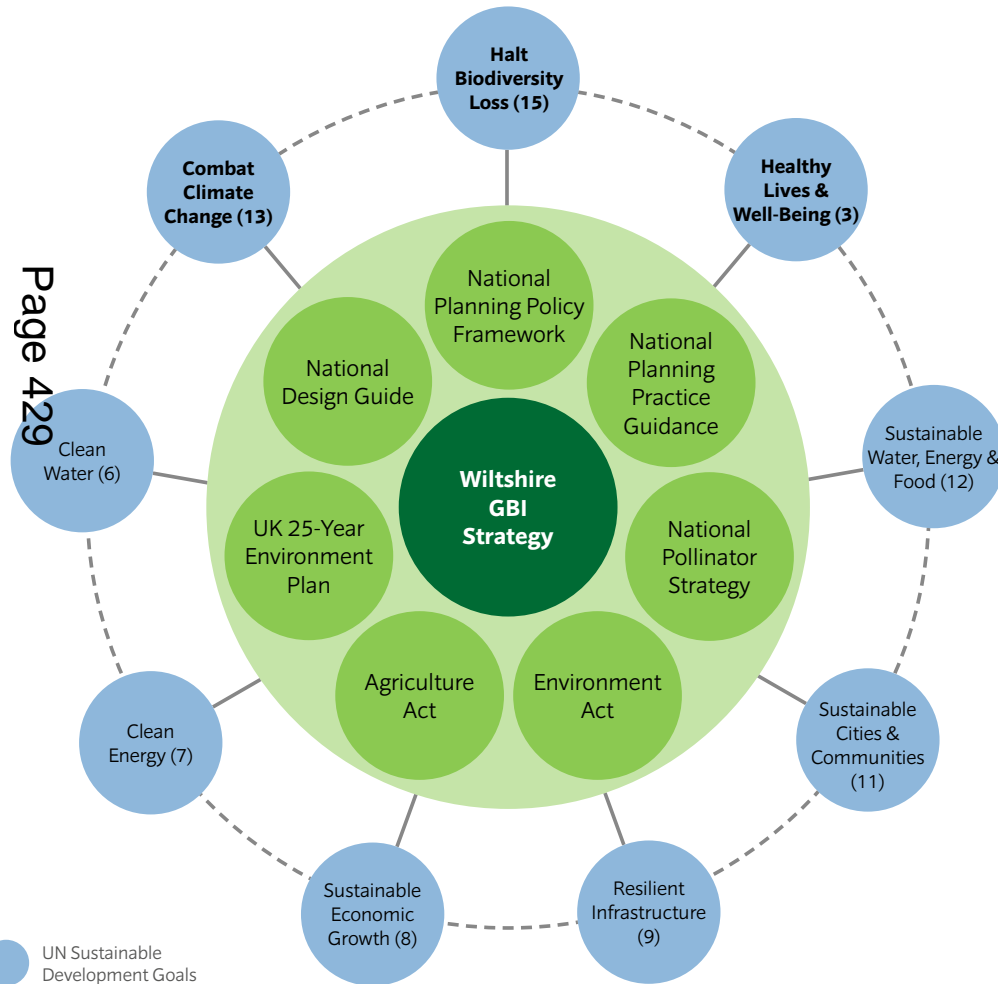 Halt
Biodiversity
Loss (15)
Combat
Climate
Change (13)
Healthy
Lives &
Well-Being (3)
National
Planning Policy
Framework
National
Design Guide
National
Planning
Practice
Guidance
Page 429
Clean
Water (6)
Sustainable
Water, Energy &
Food (12)
Wiltshire
GBI
Strategy
UK 25-Year
Environment
Plan
National
Pollinator
Strategy
Agriculture
Act
Environment
Act
Clean
Energy (7)
Sustainable
Cities &
Communities
(11)
Sustainable
Economic
Growth (8)
Resilient
Infrastructure
(9)
UN Sustainable
Development Goals